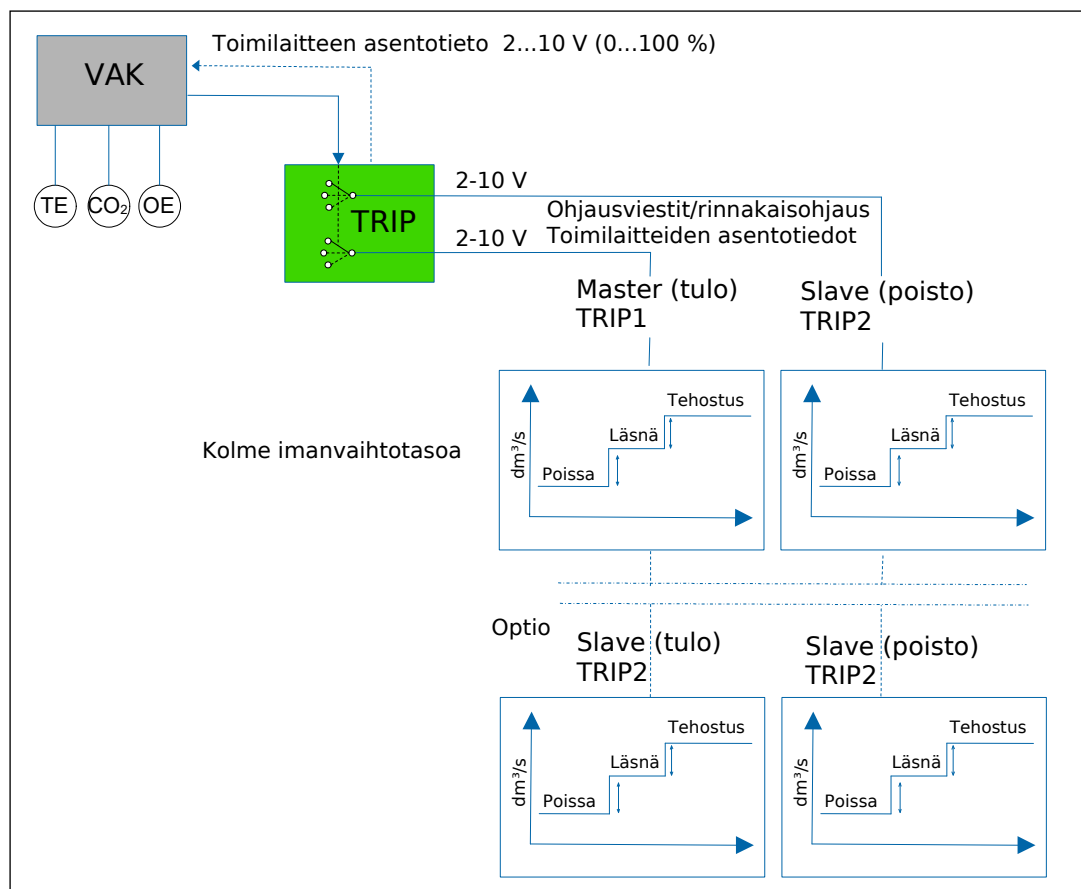 Toimilaitteen asentotieto 2...10 V (0...100 %)
VAK
TE
CO₂
OE
TRIP
2-10 V
2-10 V
Ohjausviestit/rinnakaisohjaus
Toimilaitteiden asentotiedot
Master (tulo)
TRIP1
Slave (poisto)
TRIP2
Kolme imanvaihtotasoa
dm³/s
Poissa
Läsnä
Tehostus
dm³/s
Poissa
Läsnä
Tehostus
Optio
Slave (tulo)
TRIP2
Slave (poisto)
TRIP2
dm³/s
Poissa
Läsnä
Tehostus
dm³/s
Poissa
Läsnä
Tehostus